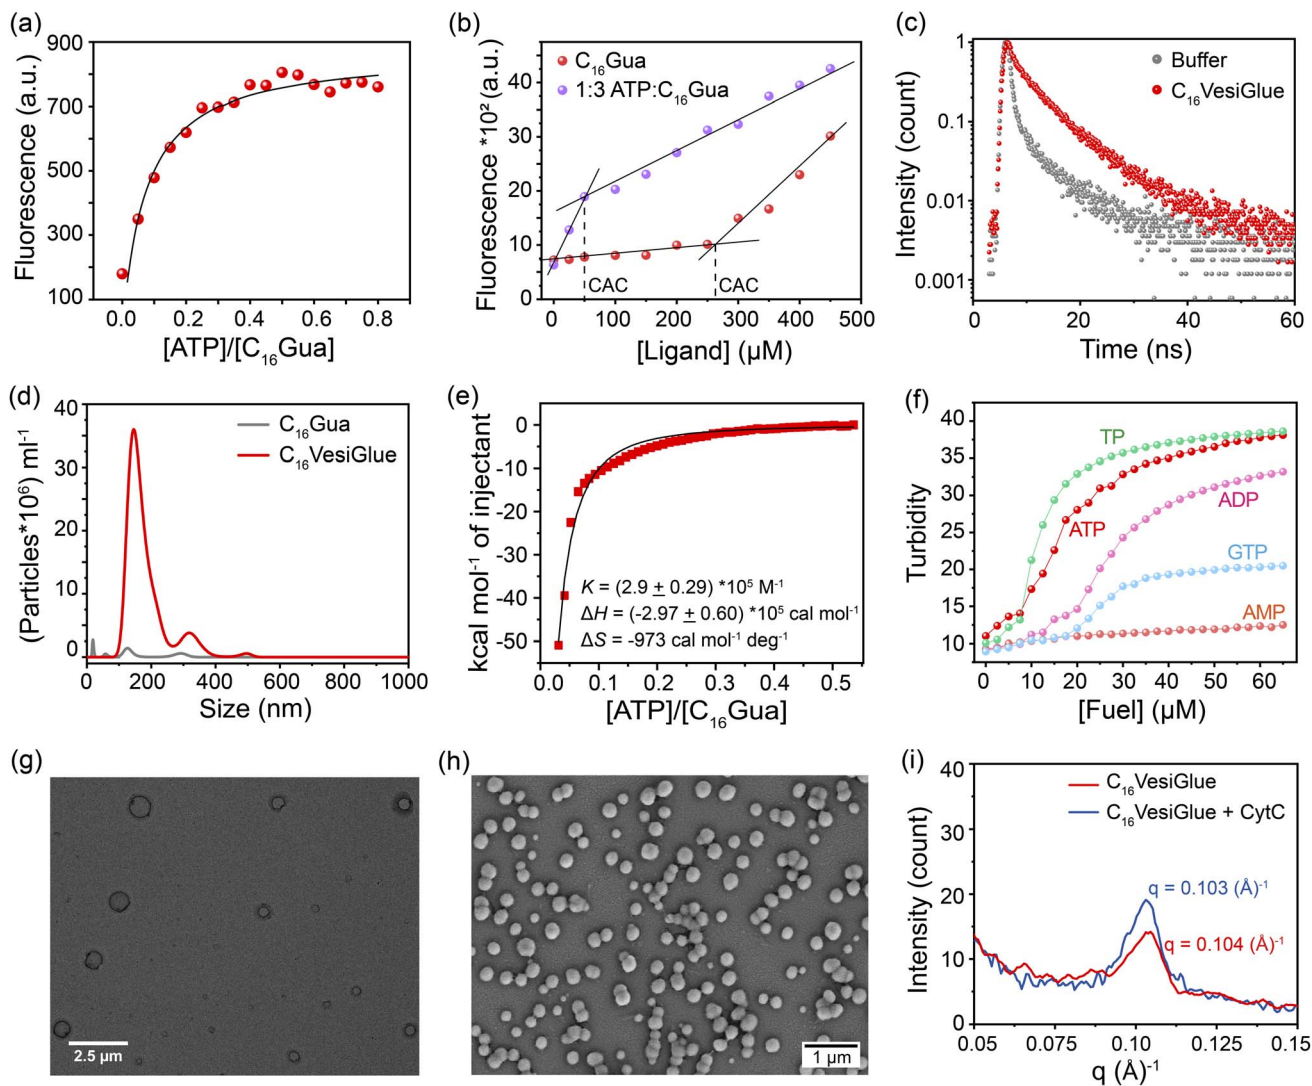 (a)
900
700
500
300
100
0.0 0.2 0.4 0.6 0.8
Fluorescence (a.u.)
[ATP]/[C₁₆Gua]
(b)
C₁₆Gua
1:3 ATP:C₁₆Gua
40
30
20
10
0
CAC
CAC
0 100 200 300 400 500
Fluorescence *10² (a.u.)
[Ligand] (µM)
(c)
Buffer
C₁₆VesiGlue
1
0.1
0.01
0.001
0 20 40 60
Intensity (count)
Time (ns)
(d)
C₁₆Gua
C₁₆VesiGlue
40
30
20
10
0
0 200 400 600 800 1000
(Particles*10⁶) ml⁻¹
Size (nm)
(e)
0
-10
-20
-30
-40
-50
K = (2.9 ± 0.29) *10⁵ M⁻¹
ΔH = (-2.97 ± 0.60) *10⁵ cal mol⁻¹
ΔS = -973 cal mol⁻¹ deg⁻¹
0.0 0.1 0.2 0.3 0.4 0.5
kcal mol⁻¹ of injectant
[ATP]/[C₁₆Gua]
(f)
40
35
30
25
20
15
10
TP
ATP
ADP
GTP
AMP
0 10 20 30 40 50 60
Turbidity
[Fuel] (µM)
(g)
2.5 µm
(h)
1 µm
(i)
C₁₆VesiGlue
C₁₆VesiGlue + CytC
40
30
20
10
0
q = 0.103 (Å)⁻¹
q = 0.104 (Å)⁻¹
0.05 0.075 0.10 0.125 0.15
Intensity (count)
q (Å)⁻¹